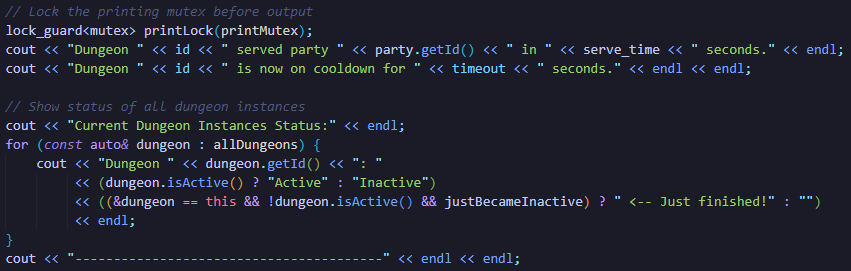 // Lock the printing mutex before output
lock_guard<mutex> printLock(printMutex);
cout << "Dungeon " << id << " served party " << party.getId() << " in " << serve_time << " seconds." << endl;
cout << "Dungeon " << id << " is now on cooldown for " << timeout << " seconds." << endl << endl;

// Show status of all dungeon instances
cout << "Current Dungeon Instances Status:" << endl;
for (const auto& dungeon : allDungeons) {
    cout << "Dungeon " << dungeon.getId() << ": "
         << (dungeon.isActive() ? "Active" : "Inactive")
         << ((&dungeon == this && !dungeon.isActive() && justBecameInactive) ? " <-- Just finished!" : "")
         << endl;
}
cout << "----------------------------------------" << endl << endl;